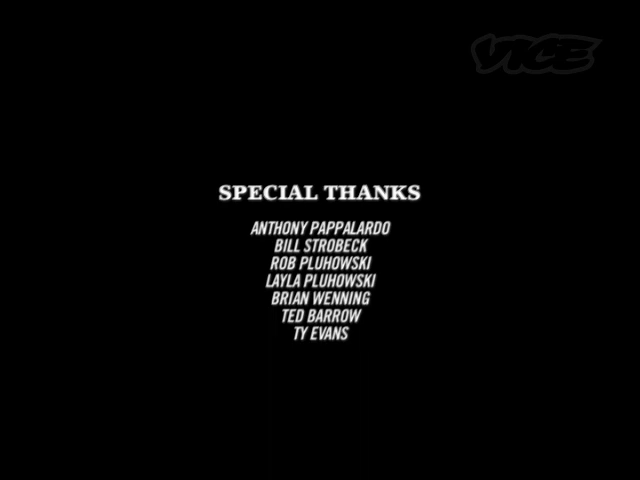 VICE
SPECIAL THANKS
ANTHONY PAPPALARDO
BILL STROBECK
ROB PLUHOWSKI
LAYLA PLUHOWSKI
BRIAN WENNING
TED BARROW
TY EVANS